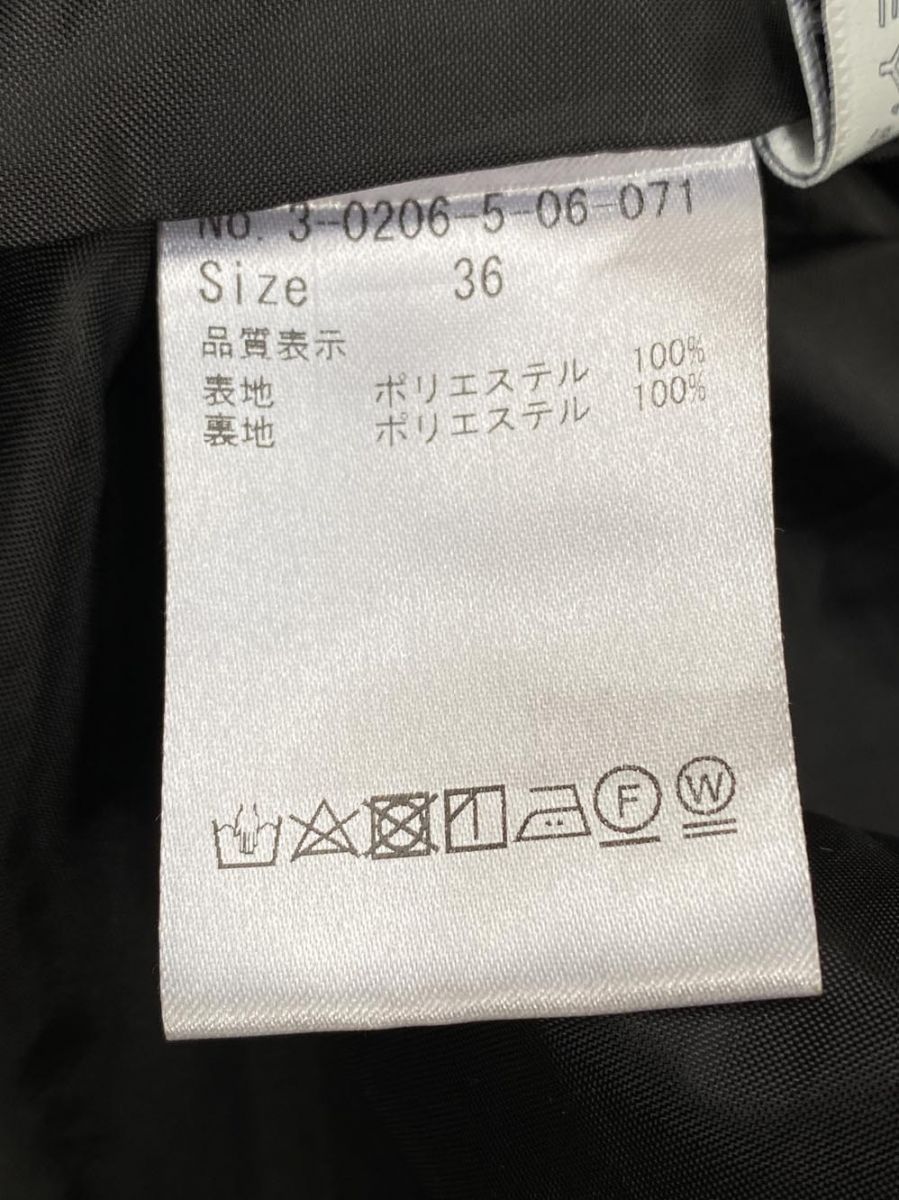 No. 3-0206-5-06-071
Size 36
品質表示
表地 ポリエステル 100%
裏地 ポリエステル 100%
F W